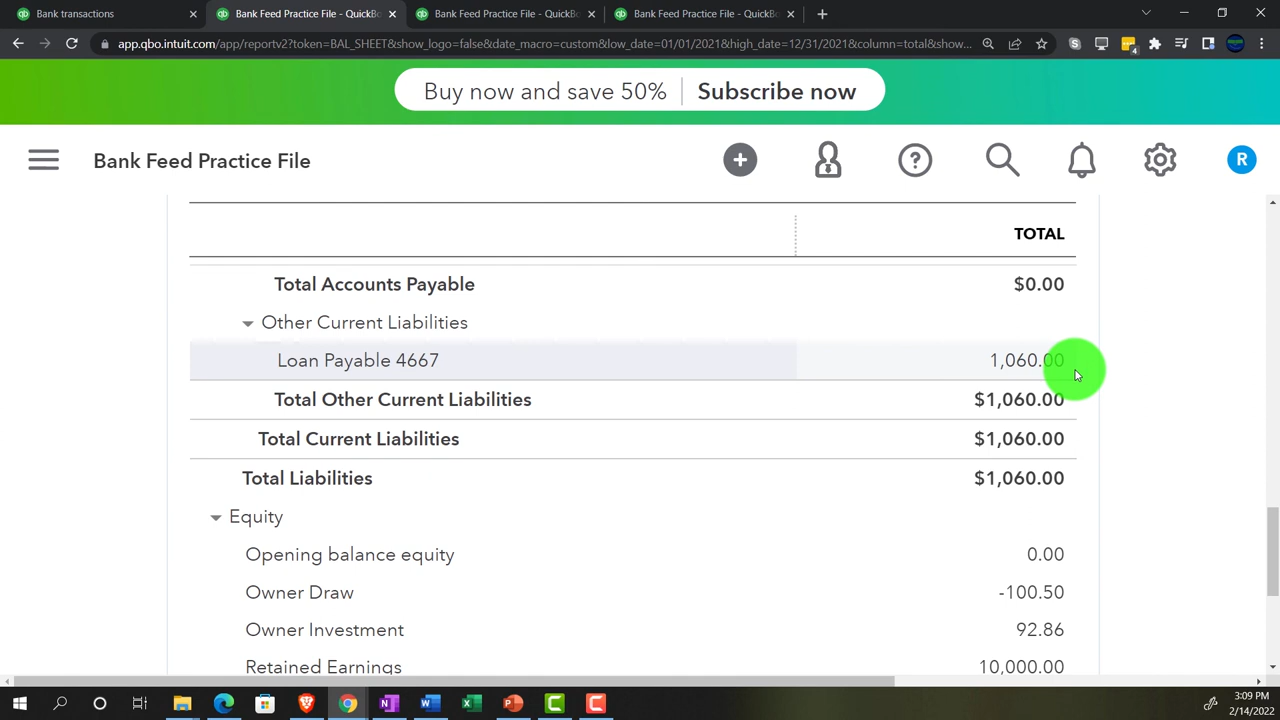 Bank transactions
Bank Feed Practice File - QuickBo
Bank Feed Practice File - QuickBo
Bank Feed Practice File - QuickBo
app.qbo.intuit.com/app/reportv2?token=BAL_SHEET&show_logo=false&date_macro=custom&low_date=01/01/2021&high_date=12/31/2021&column=total&show...
4
Buy now and save 50% Subscribe now
Bank Feed Practice File
R
TOTAL
Total Accounts Payable $0.00
Other Current Liabilities
Loan Payable 4667 1,060.00
Total Other Current Liabilities $1,060.00
Total Current Liabilities $1,060.00
Total Liabilities $1,060.00
Equity
Opening balance equity 0.00
Owner Draw -100.50
Owner Investment 92.86
Retained Earnings 10,000.00
3:09 PM
2/14/2022